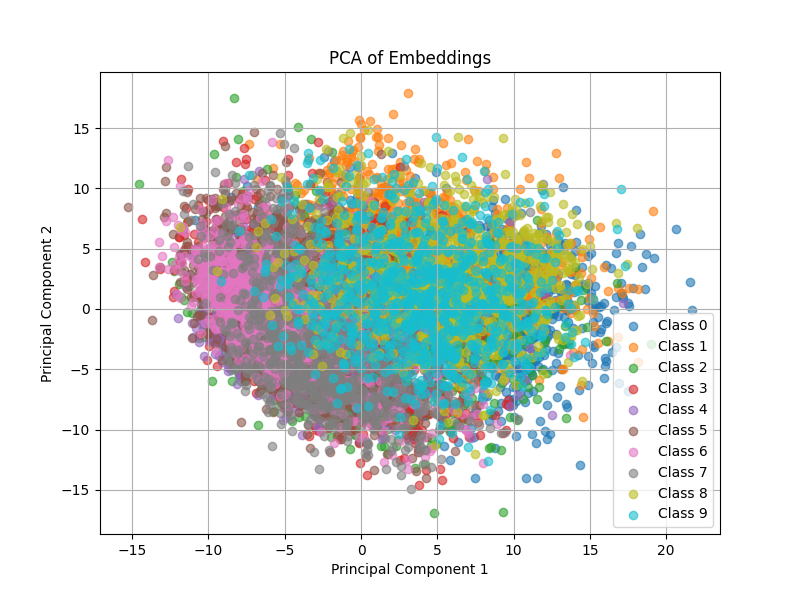 PCA of Embeddings
Principal Component 2
15
10
5
0
−5
−10
−15
−15 −10 −5 0 5 10 15 20
Principal Component 1
Class 0
Class 1
Class 2
Class 3
Class 4
Class 5
Class 6
Class 7
Class 8
Class 9